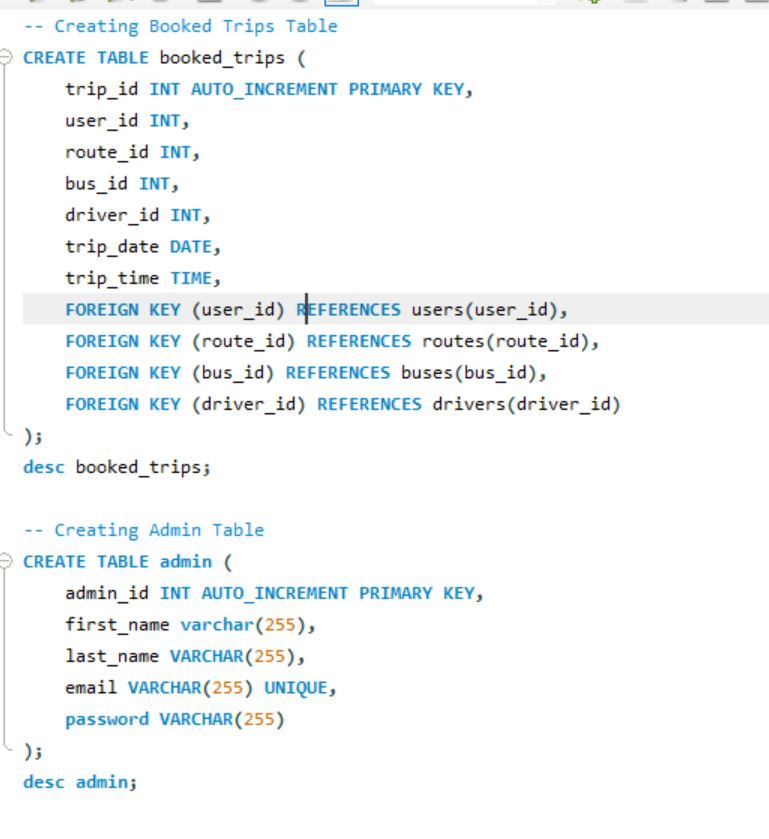 -- Creating Booked Trips Table
CREATE TABLE booked_trips (
trip_id INT AUTO_INCREMENT PRIMARY KEY,
user_id INT,
route_id INT,
bus_id INT,
driver_id INT,
trip_date DATE,
trip_time TIME,
FOREIGN KEY (user_id) REFERENCES users(user_id),
FOREIGN KEY (route_id) REFERENCES routes(route_id),
FOREIGN KEY (bus_id) REFERENCES buses(bus_id),
FOREIGN KEY (driver_id) REFERENCES drivers(driver_id)
);
desc booked_trips;
-- Creating Admin Table
CREATE TABLE admin (
admin_id INT AUTO_INCREMENT PRIMARY KEY,
first_name varchar(255),
last_name VARCHAR(255),
email VARCHAR(255) UNIQUE,
password VARCHAR(255)
);
desc admin;